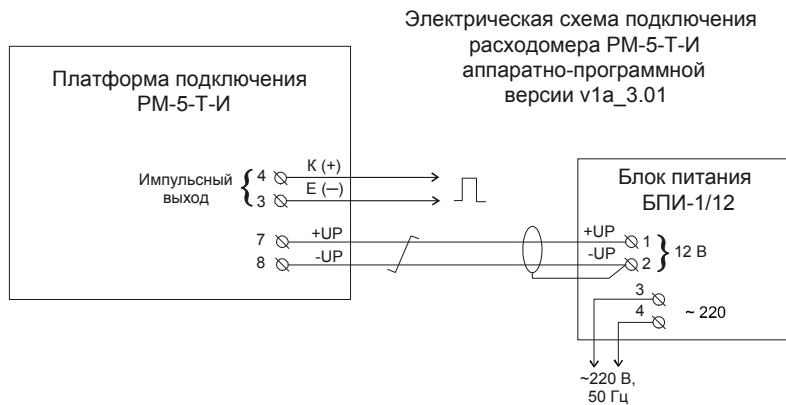 Электрическая схема подключения
расходомера РМ-5-Т-И
аппаратно-программной
версии v1a_3.01
Платформа подключения
РМ-5-Т-И
Импульсный
выход
4
К (+)
3
Е (—)
7
+UP
8
-UP
Блок питания
БПИ-1/12
+UP
1
-UP
2
12 В
3
4
~ 220
~220 В,
50 Гц